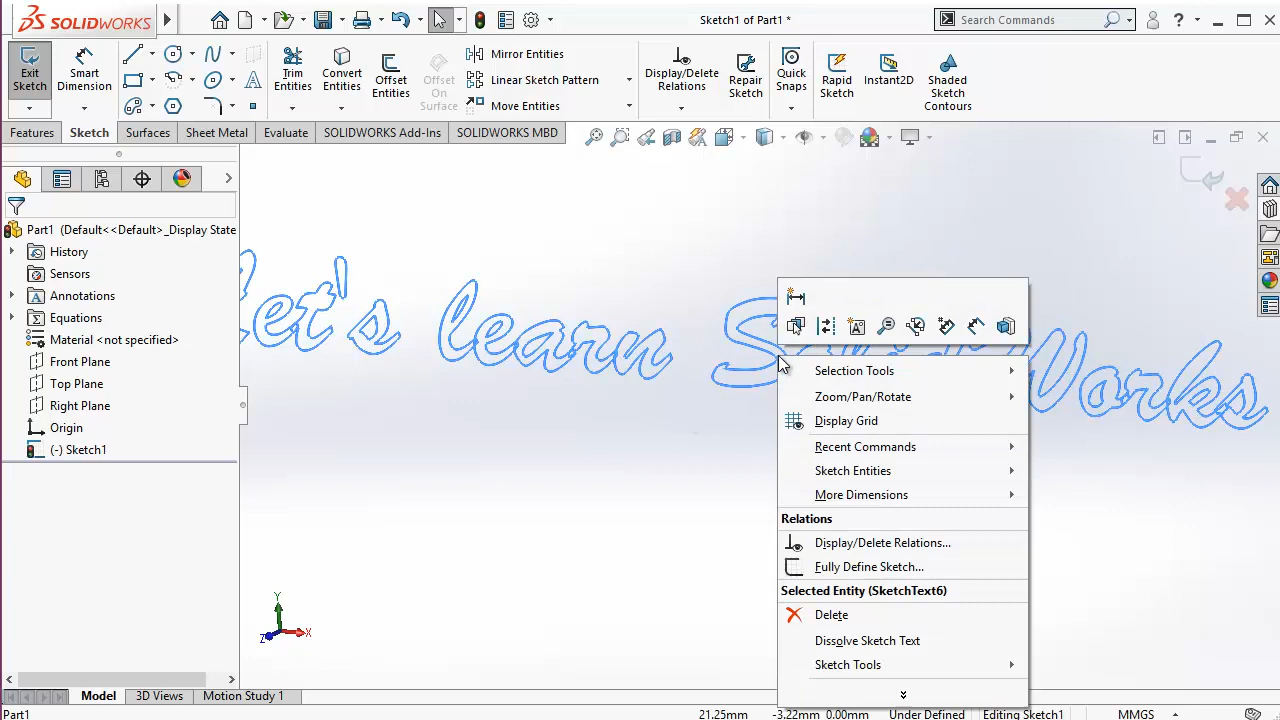 SOLIDWORKS
Sketch1 of Part1 *
Search Commands
?
Exit Sketch
Smart Dimension
Trim Entities
Convert Entities
Offset Entities
Offset On Surface
Mirror Entities
Linear Sketch Pattern
Move Entities
Display/Delete Relations
Repair Sketch
Quick Snaps
Rapid Sketch
Instant2D
Shaded Sketch Contours
Features
Sketch
Surfaces
Sheet Metal
Evaluate
SOLIDWORKS Add-Ins
SOLIDWORKS MBD
Part1 (Default<<Default>_Display State
History
Sensors
Annotations
Equations
Material <not specified>
Front Plane
Top Plane
Right Plane
Origin
(-) Sketch1
Let's learn SolidWorks
Selection Tools
Zoom/Pan/Rotate
Display Grid
Recent Commands
Sketch Entities
More Dimensions
Relations
Display/Delete Relations...
Fully Define Sketch...
Selected Entity (SketchText6)
Delete
Dissolve Sketch Text
Sketch Tools
Y
Z
X
Model
3D Views
Motion Study 1
Part1
21.25mm
-3.22mm
0.00mm
Under Defined
Editing Sketch1
MMGS